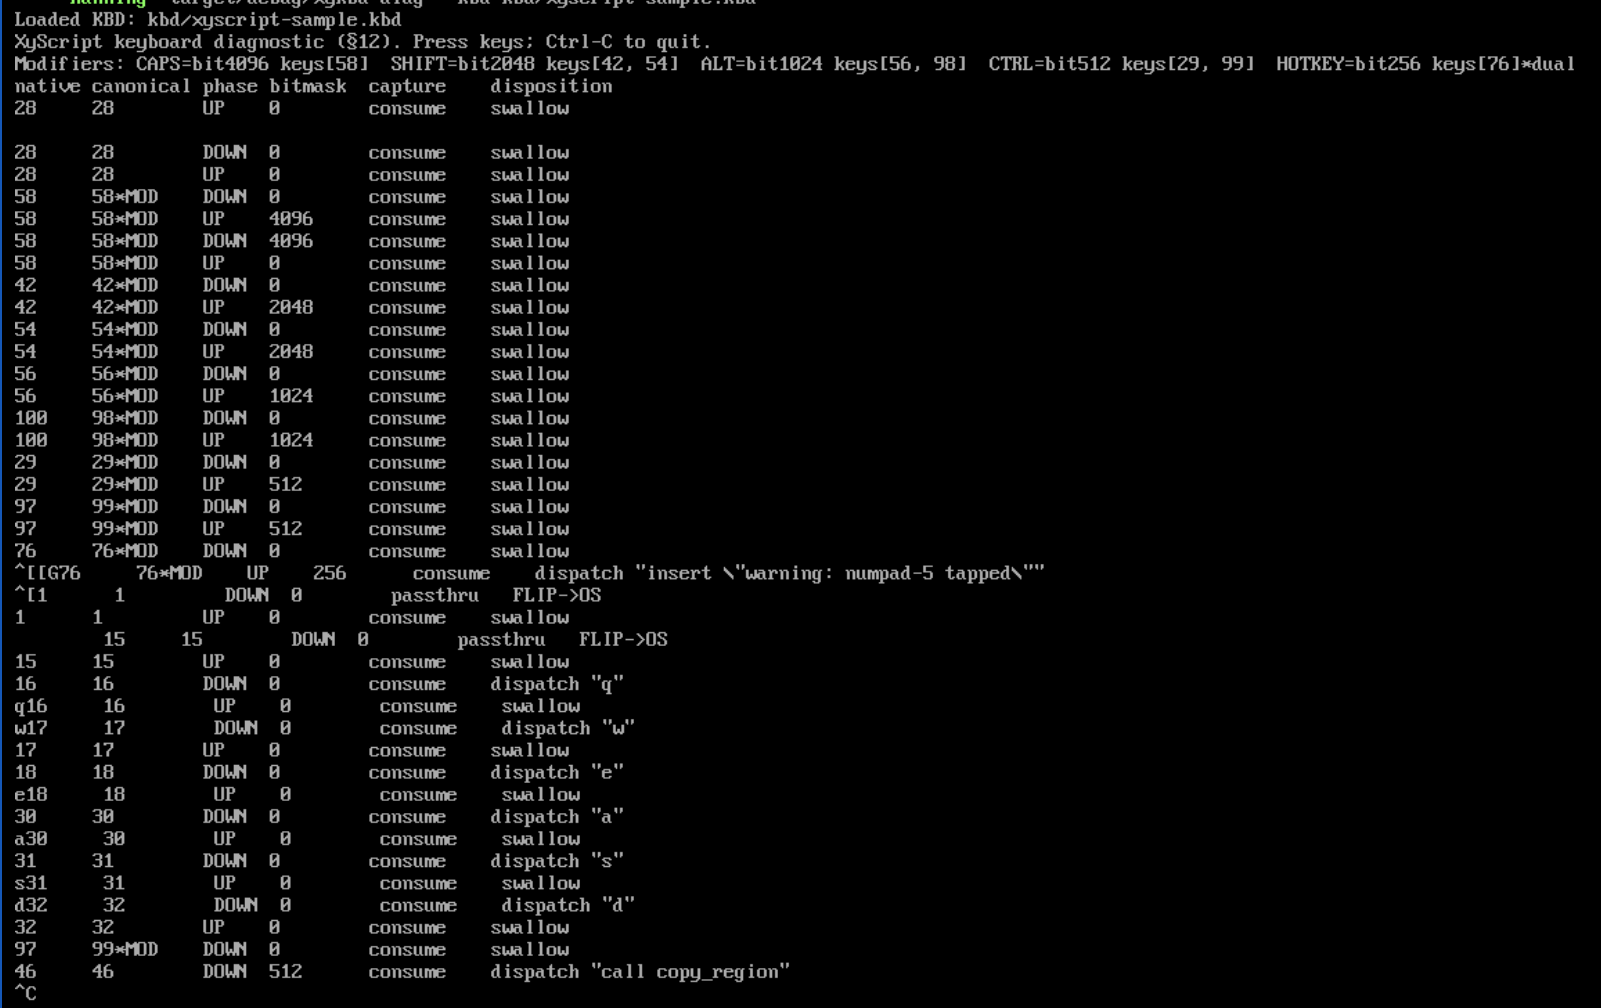 Running target/debug/xykbd-diag --kbd kbd/xyscript-sample.kbd
Loaded KBD: kbd/xyscript-sample.kbd
XyScript keyboard diagnostic (§12). Press keys; Ctrl-C to quit.
Modifiers: CAPS=bit4096 keys[58]  SHIFT=bit2048 keys[42, 54]  ALT=bit1024 keys[56, 98]  CTRL=bit512 keys[29, 99]  HOTKEY=bit256 keys[76]*dual
native canonical phase bitmask  capture    disposition
28     28        UP    0        consume    swallow
28     28        DOWN  0        consume    swallow
28     28        UP    0        consume    swallow
58     58*MOD    DOWN  0        consume    swallow
58     58*MOD    UP    4096     consume    swallow
58     58*MOD    DOWN  4096     consume    swallow
58     58*MOD    UP    0        consume    swallow
42     42*MOD    DOWN  0        consume    swallow
42     42*MOD    UP    2048     consume    swallow
54     54*MOD    DOWN  0        consume    swallow
54     54*MOD    UP    2048     consume    swallow
56     56*MOD    DOWN  0        consume    swallow
56     56*MOD    UP    1024     consume    swallow
100    98*MOD    DOWN  0        consume    swallow
100    98*MOD    UP    1024     consume    swallow
29     29*MOD    DOWN  0        consume    swallow
29     29*MOD    UP    512      consume    swallow
97     99*MOD    DOWN  0        consume    swallow
97     99*MOD    UP    512      consume    swallow
76     76*MOD    DOWN  0        consume    swallow
^[[G76     76*MOD    UP    256      consume    dispatch "insert \"warning: numpad-5 tapped\""
^[1      1         DOWN  0        passthru   FLIP->OS
1      1         UP    0        consume    swallow
        15     15        DOWN  0        passthru   FLIP->OS
15     15        UP    0        consume    swallow
16     16        DOWN  0        consume    dispatch "q"
q16     16        UP    0        consume    swallow
w17     17        DOWN  0        consume    dispatch "w"
17     17        UP    0        consume    swallow
18     18        DOWN  0        consume    dispatch "e"
e18     18        UP    0        consume    swallow
30     30        DOWN  0        consume    dispatch "a"
a30     30        UP    0        consume    swallow
31     31        DOWN  0        consume    dispatch "s"
s31     31        UP    0        consume    swallow
d32     32        DOWN  0        consume    dispatch "d"
32     32        UP    0        consume    swallow
97     99*MOD    DOWN  0        consume    swallow
46     46        DOWN  512      consume    dispatch "call copy_region"
^C